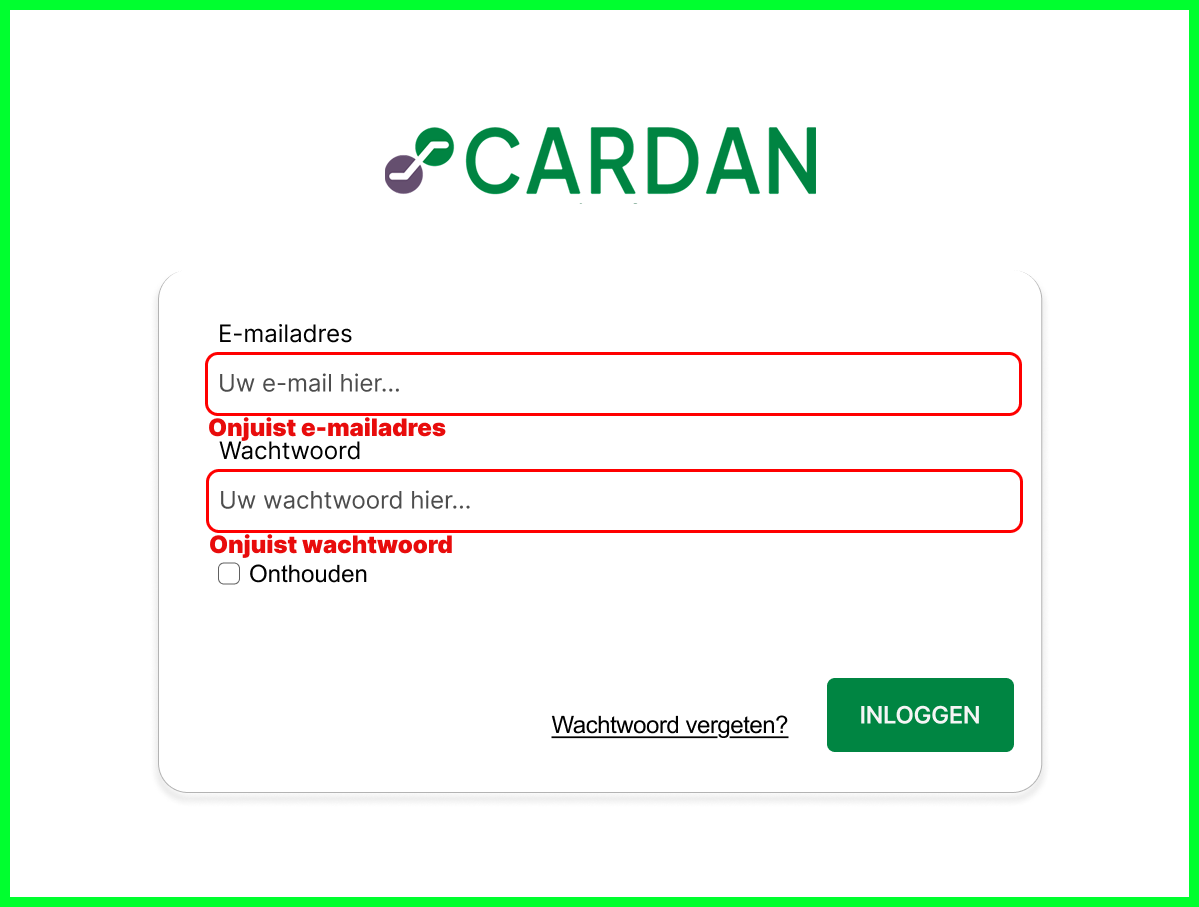 CARDAN
E-mailadres
Uw e-mail hier...
Onjuist e-mailadres
Wachtwoord
Uw wachtwoord hier...
Onjuist wachtwoord
Onthouden
Wachtwoord vergeten?
INLOGGEN